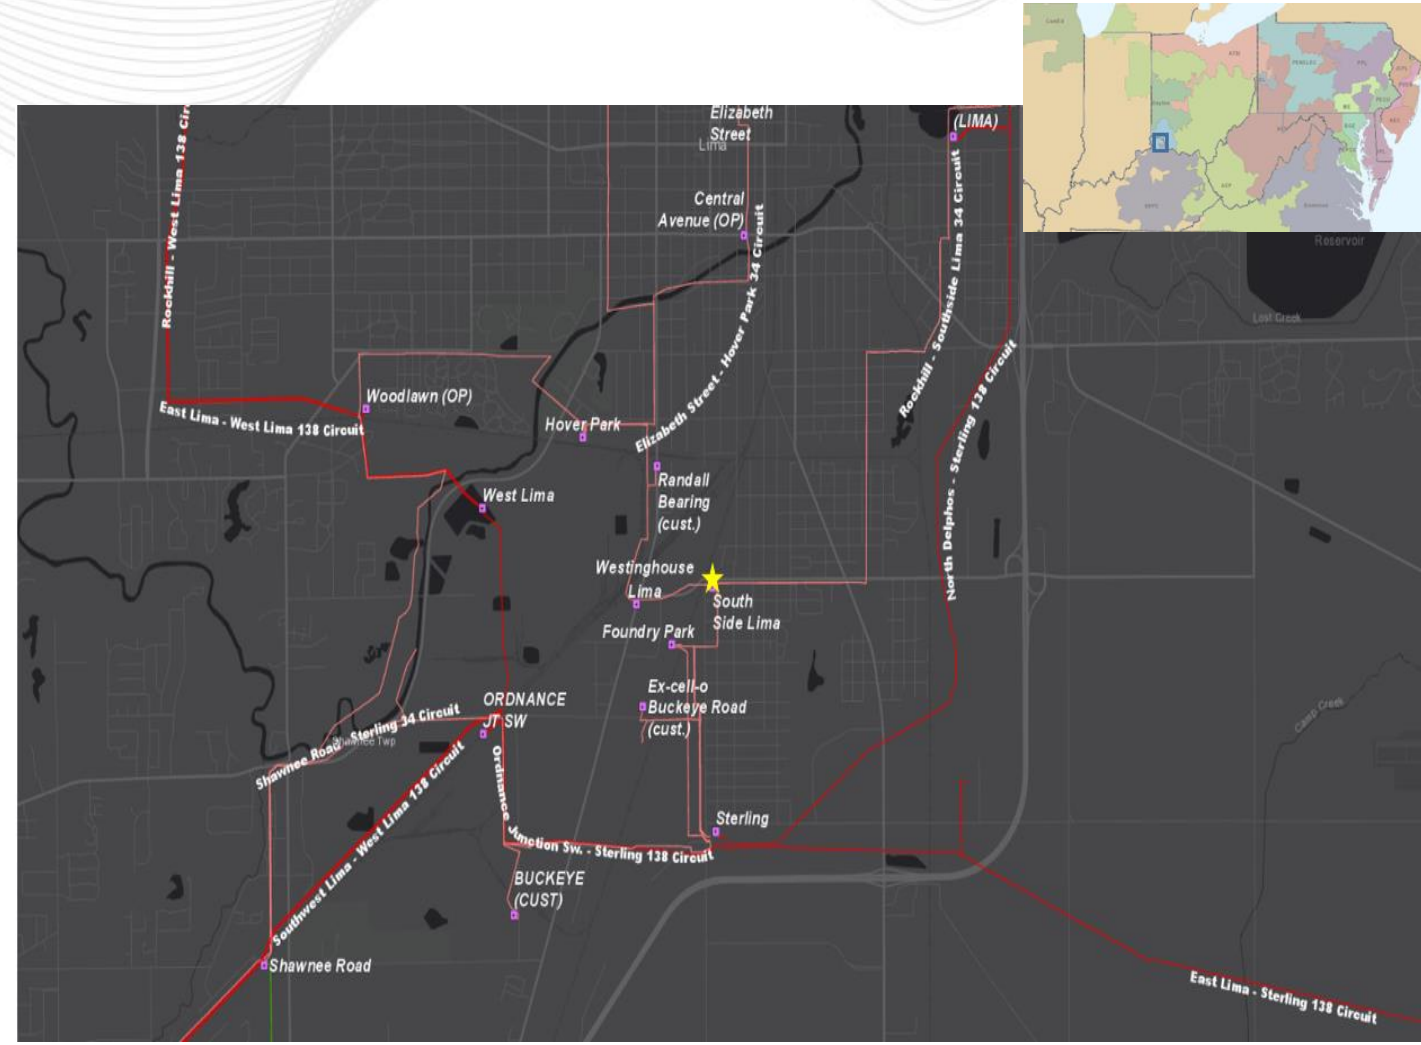 Elizabeth
Street
Lima
(LIMA)
Central
Avenue (OP)
Reservoir
Lost Creek
Rockhill - West Lima 138 Cir
Elizabeth Street - Hover Park 34 Circuit
Rockhill - Southside Lima 34 Circuit
North Delphos - Sterling 138 Circuit
Woodlawn (OP)
East Lima - West Lima 138 Circuit
Hover Park
Randall
Bearing
(cust.)
West Lima
Westinghouse
Lima
South
Side Lima
Foundry Park
Ex-cell-o
Buckeye Road
(cust.)
ORDNANCE
JT SW
Shawnee Road - Sterling 34 Circuit
Shawnee Twp
Camp Creek
Southwest Lima - West Lima 138 Circuit
Ordnance Junction Sw. - Sterling 138 Circuit
Sterling
BUCKEYE
(CUST)
Shawnee Road
East Lima - Sterling 138 Circuit
PENELEC
Dominion